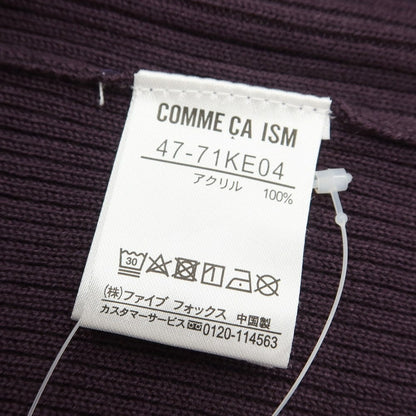 COMME ÇA ISM
47-71KE04
アクリル 100%
30
(株)ファイブ フォックス 中国製
カスタマーサービス 0120-114563